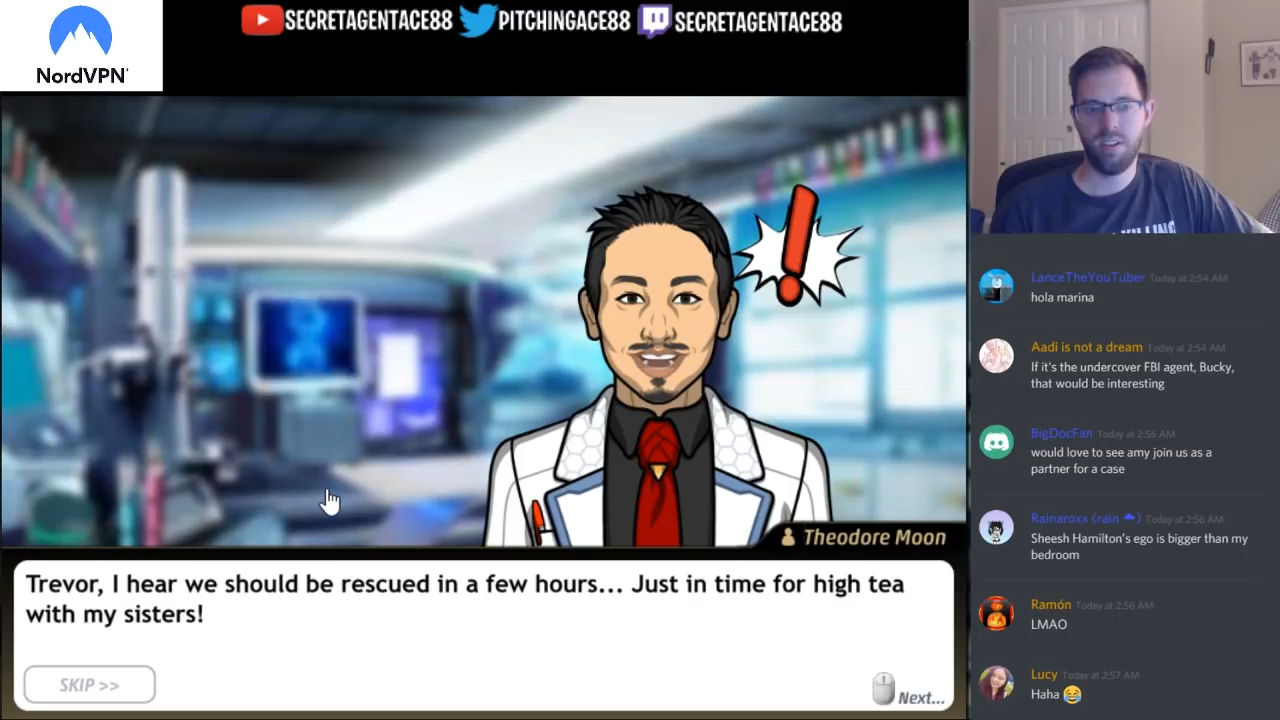 SECRETAGENTACE88 PITCHINGACE88 SECRETAGENTACE88
NordVPN
KILLING
LanceTheYouTuber Today at 2:54 AM
hola marina
Aadi is not a dream Today at 2:54 AM
If it's the undercover FBI agent, Bucky,
that would be interesting
BigDocFan Today at 2:56 AM
would love to see amy join us as a
partner for a case
Rainaroxx (rain ☁) Today at 2:56 AM
Sheesh Hamilton's ego is bigger than my
bedroom
Ramón Today at 2:56 AM
LMAO
Lucy Today at 2:57 AM
Haha 😂
!
Theodore Moon
Trevor, I hear we should be rescued in a few hours... Just in time for high tea
with my sisters!
SKIP >>
Next...